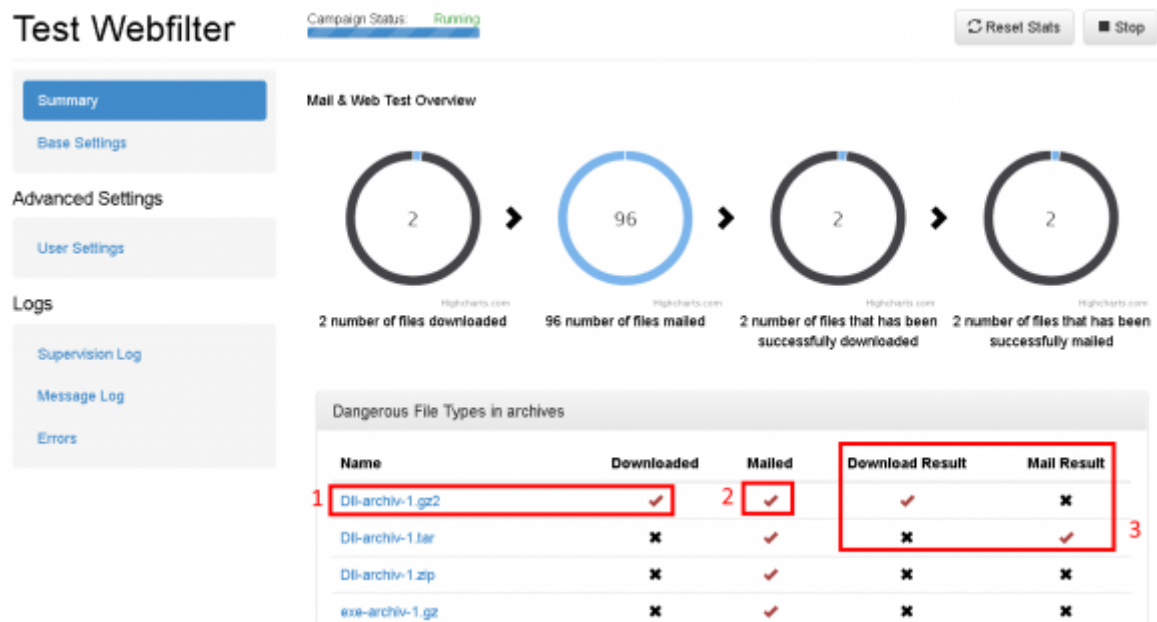 Test Webfilter
Campaign Status: Running
Reset Stats
Stop
Summary
Base Settings
Advanced Settings
User Settings
Logs
Supervision Log
Message Log
Errors
Mail & Web Test Overview
2
96
2
2
Highcharts.com
Highcharts.com
Highcharts.com
Highcharts.com
2 number of files downloaded
96 number of files mailed
2 number of files that has been
successfully downloaded
2 number of files that has been
successfully mailed
Dangerous File Types in archives
Name Downloaded Mailed Download Result Mail Result
1 Dll-archiv-1.gz2 2
3
Dll-archiv-1.tar
Dll-archiv-1.zip
exe-archiv-1.gz